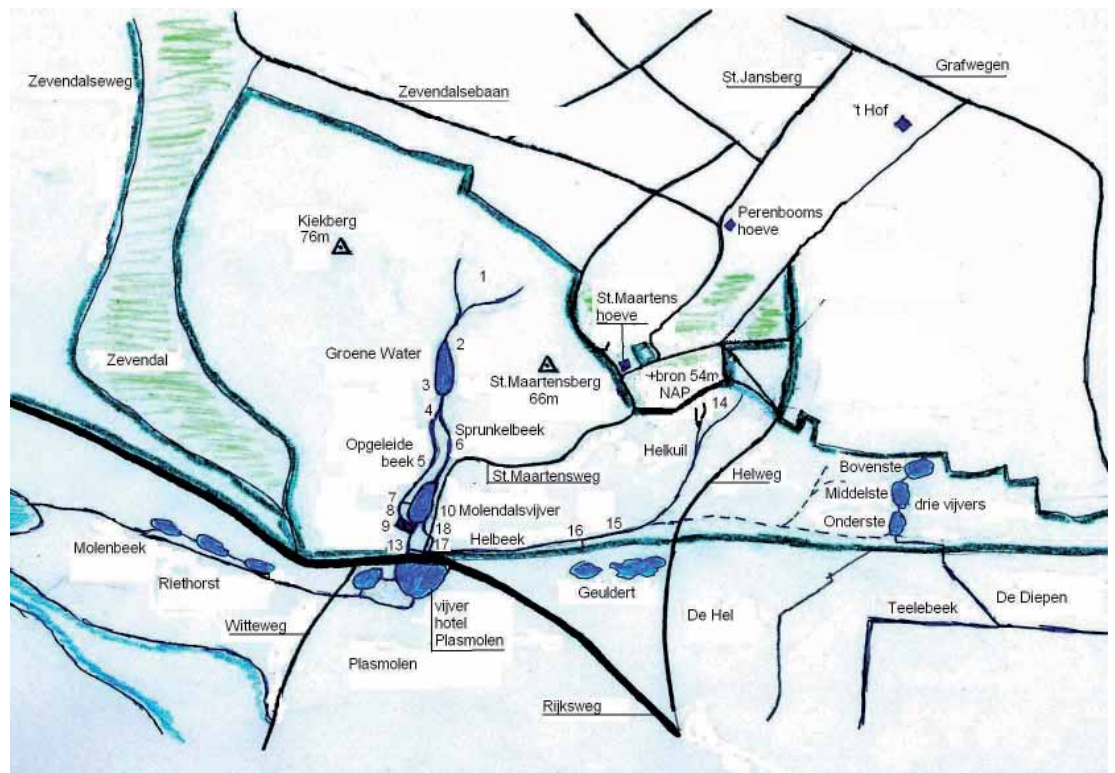 Zevendalseweg
Zevendalsebaan
St.Jansberg
Grafwegen
't Hof
Kiekberg
76m
Perenbooms
hoeve
1
St.Maartens
hoeve
2
Groene Water
3
St.Maartensberg
66m
+bron 54m
NAP
Zevendal
4
14
Opgeleide
beek 5
Sprunkelbeek
6
Helkuil
St.Maartensweg
Helweg
Bovenste
Middelste
Onderste
drie vijvers
7
8
9
10 Molendalsvijver
18
Helbeek
15
16
13
17
Molenbeek
Riethorst
Geuldert
Witteweg
vijver
hotel
Plasmolen
De Hel
Teelebeek
De Diepen
Plasmolen
Rijksweg